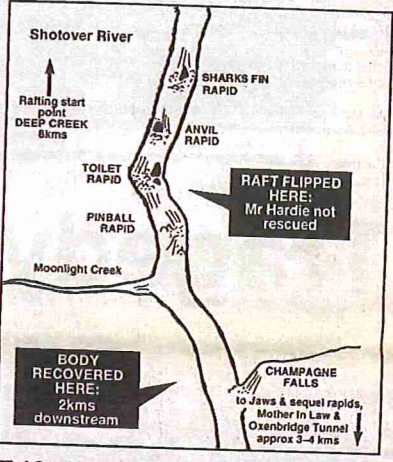 Shotover River
Rafting start
point
DEEP CREEK
8kms
SHARKS FIN
RAPID
ANVIL
RAPID
TOILET
RAPID
RAFT FLIPPED
HERE:
Mr Hardie not
rescued
PINBALL
RAPID
Moonlight Creek
BODY
RECOVERED
HERE:
2kms
downstream
CHAMPAGNE
FALLS
to Jaws & sequel rapids,
Mother In Law &
Oxenbridge Tunnel
approx 3–4 kms